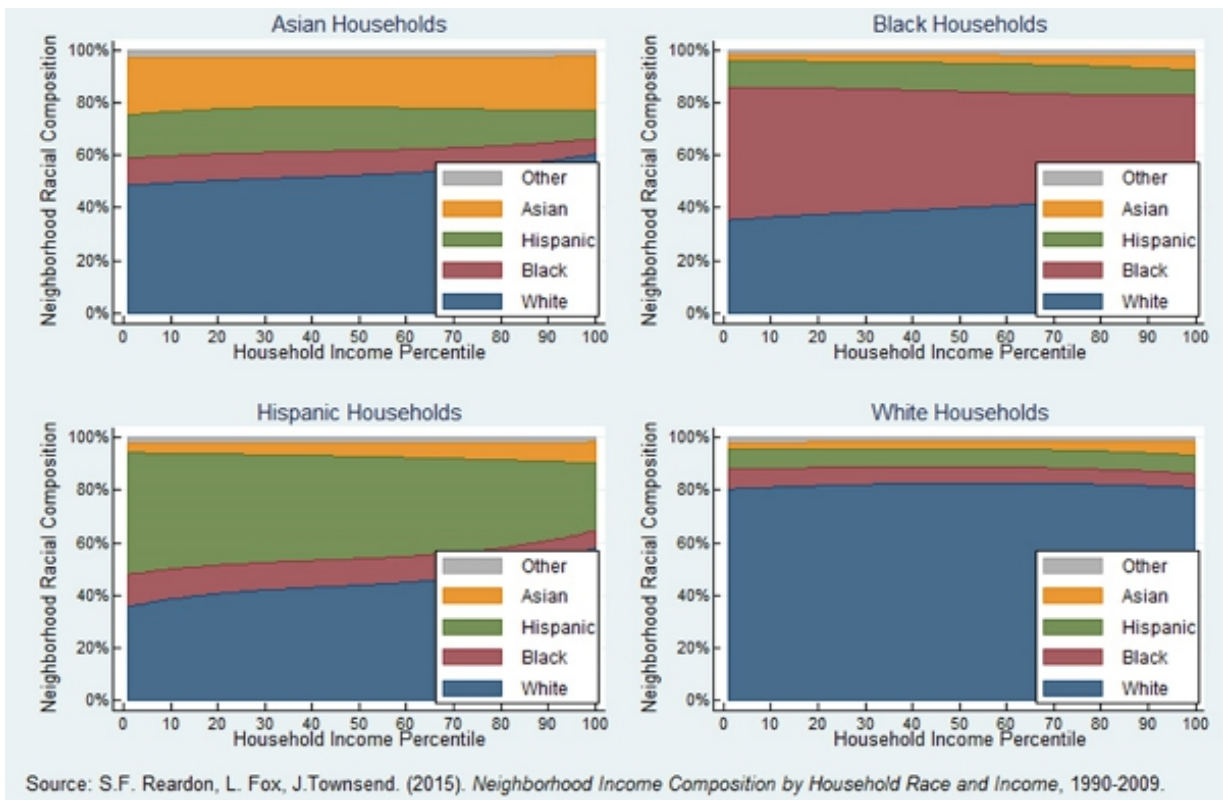 Asian Households
Neighborhood Racial Composition
100%
80%
60%
40%
20%
0%
Other
Asian
Hispanic
Black
White
0 10 20 30 40 50 60 70 80 90 100
Household Income Percentile
Black Households
Neighborhood Racial Composition
100%
80%
60%
40%
20%
0%
Other
Asian
Hispanic
Black
White
0 10 20 30 40 50 60 70 80 90 100
Household Income Percentile
Hispanic Households
Neighborhood Racial Composition
100%
80%
60%
40%
20%
0%
Other
Asian
Hispanic
Black
White
0 10 20 30 40 50 60 70 80 90 100
Household Income Percentile
White Households
Neighborhood Racial Composition
100%
80%
60%
40%
20%
0%
Other
Asian
Hispanic
Black
White
0 10 20 30 40 50 60 70 80 90 100
Household Income Percentile
Source: S.F. Reardon, L. Fox, J.Townsend. (2015). Neighborhood Income Composition by Household Race and Income, 1990-2009.